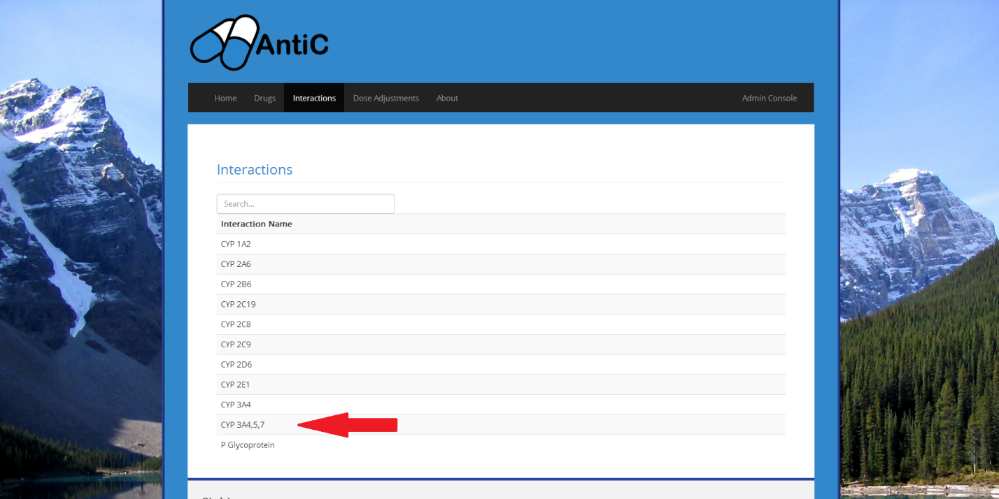 AntiC
Home Drugs Interactions Dose Adjustments About Admin Console
Interactions
Search...
Interaction Name
CYP 1A2
CYP 2A6
CYP 2B6
CYP 2C19
CYP 2C8
CYP 2C9
CYP 2D6
CYP 2E1
CYP 3A4
CYP 3A4,5,7
P Glycoprotein